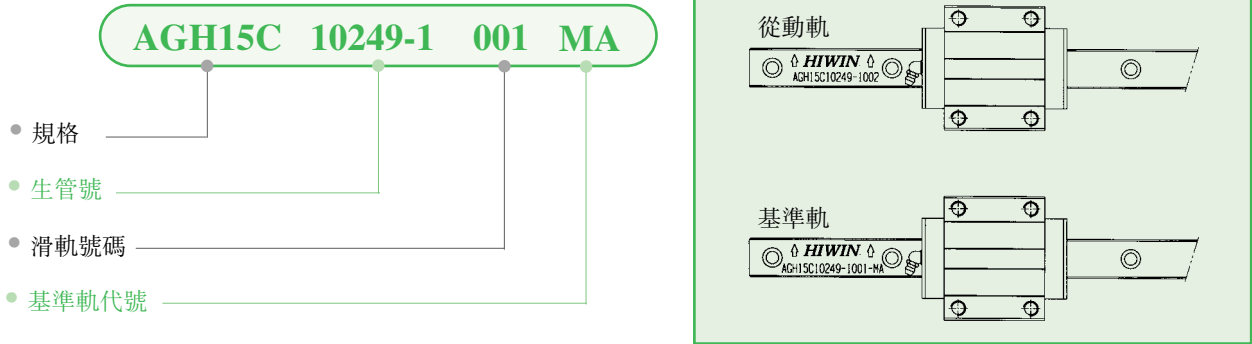 AGH15C 10249-1 001 MA
規格
生管號
滑軌號碼
基準軌代號
從動軌
⇧ HIWIN ⇧
AGH15C10249-1002
基準軌
⇧ HIWIN ⇧
AGH15C10249-1001-MA